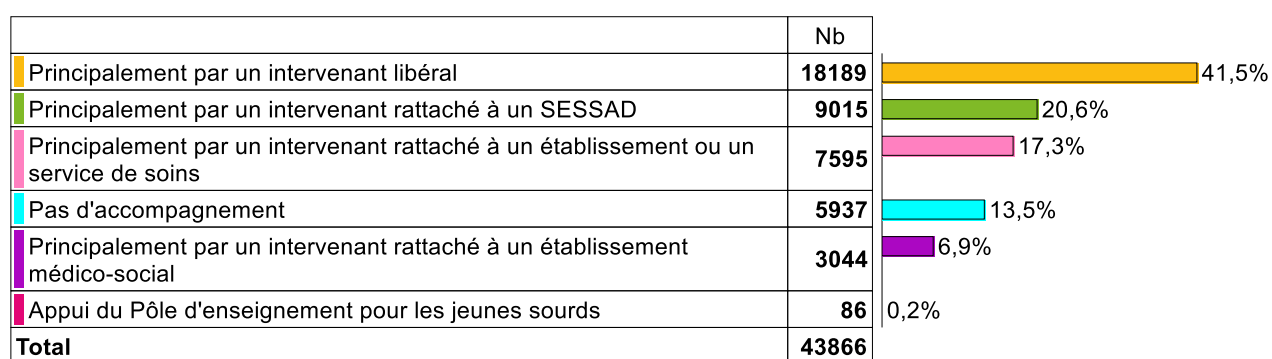 Nb
Principalement par un intervenant libéral 18189 41,5%
Principalement par un intervenant rattaché à un SESSAD 9015 20,6%
Principalement par un intervenant rattaché à un établissement ou un
service de soins 7595 17,3%
Pas d'accompagnement 5937 13,5%
Principalement par un intervenant rattaché à un établissement
médico-social 3044 6,9%
Appui du Pôle d'enseignement pour les jeunes sourds 86 0,2%
Total 43866